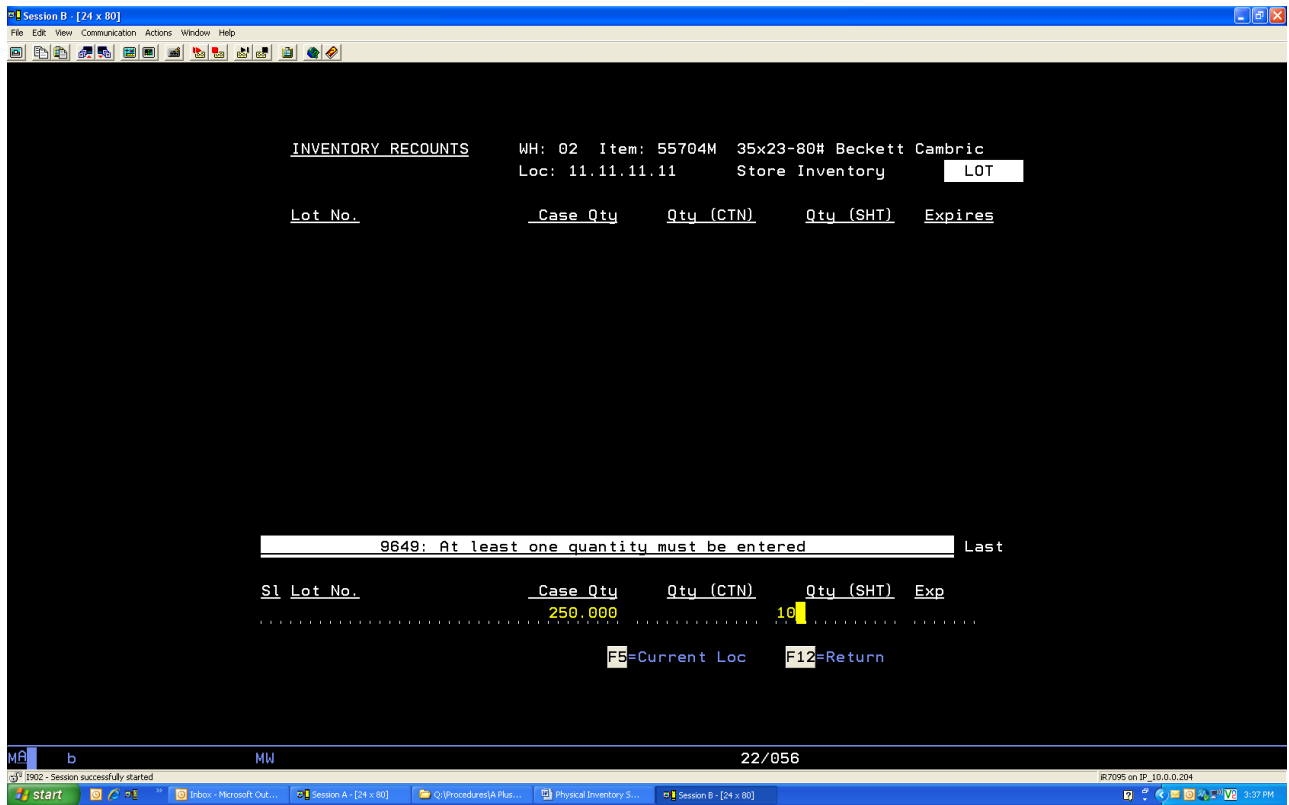 Session B - [24 x 80]
File Edit View Communication Actions Window Help
INVENTORY RECOUNTS WH: 02 Item: 55704M 35x23-80# Beckett Cambric
Loc: 11.11.11.11 Store Inventory LOT
Lot No. Case Qty Qty (CTN) Qty (SHT) Expires
9649: At least one quantity must be entered Last
Sl Lot No. Case Qty Qty (CTN) Qty (SHT) Exp
250.000 10
F5=Current Loc F12=Return
MA b MW 22/056
I902 - Session successfully started iR7095 on IP_10.0.0.204
start Inbox - Microsoft Out... Session A - [24 x 80] Q:\Procedures\A Plus... Physical Inventory S... Session B - [24 x 80] 3:37 PM